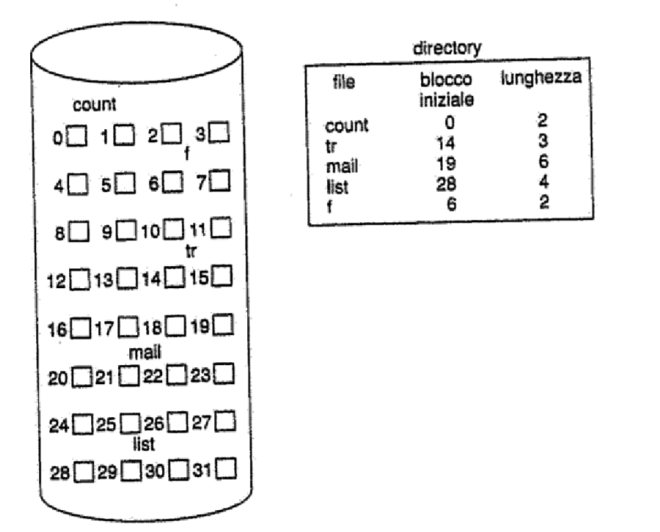 count
0 1 2 3
f
4 5 6 7
8 9 10 11
tr
12 13 14 15
16 17 18 19
mail
20 21 22 23
24 25 26 27
list
28 29 30 31
directory
file blocco iniziale lunghezza
count 0 2
tr 14 3
mail 19 6
list 28 4
f 6 2